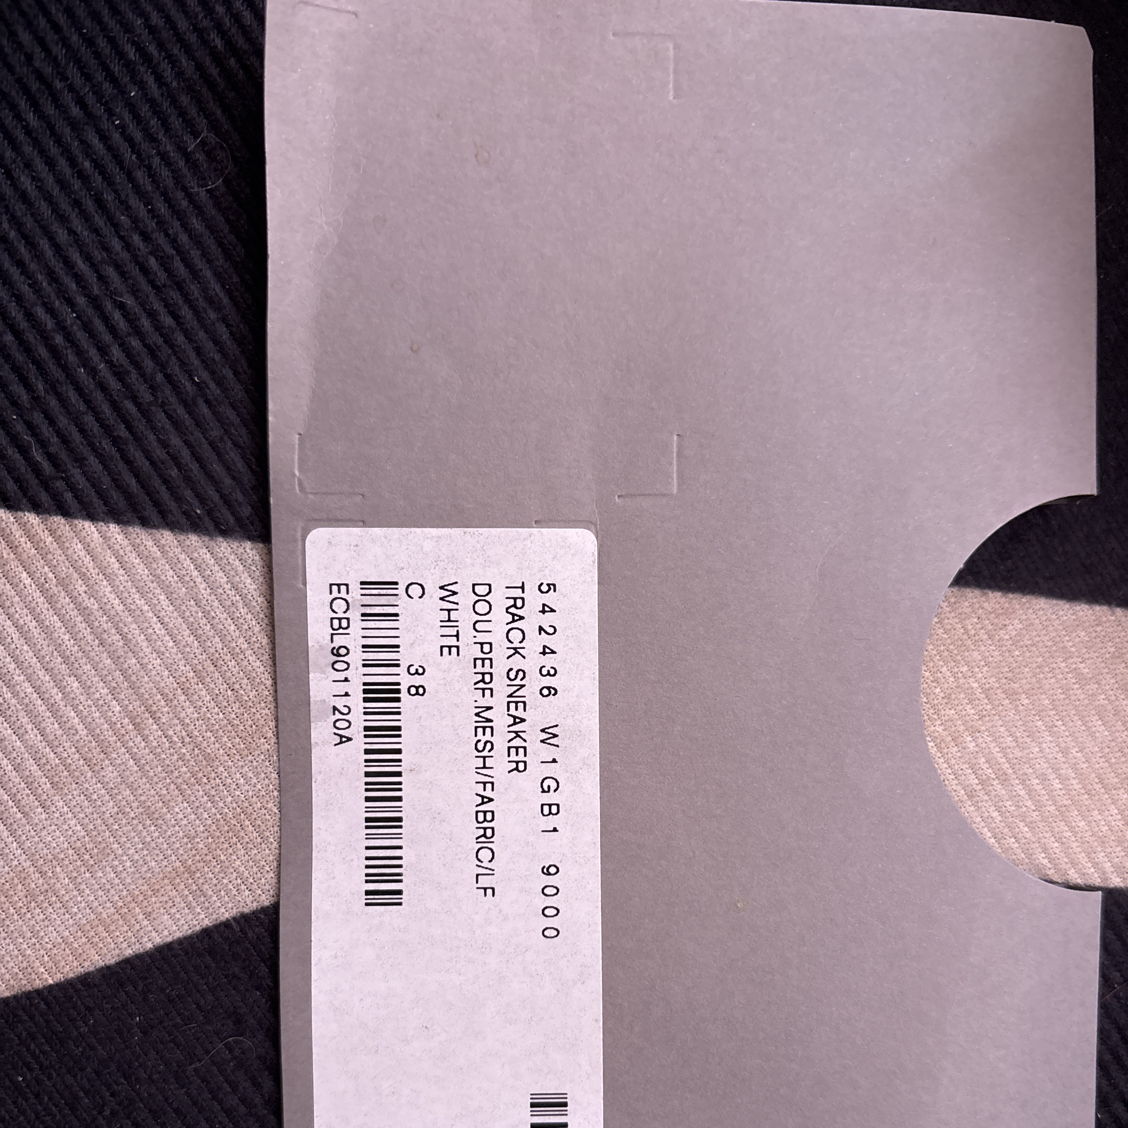 542436 W1GB1 9000
TRACK SNEAKER
DOU.PERF.MESH/FABRIC/LF
WHITE
C 38
ECBL901120A